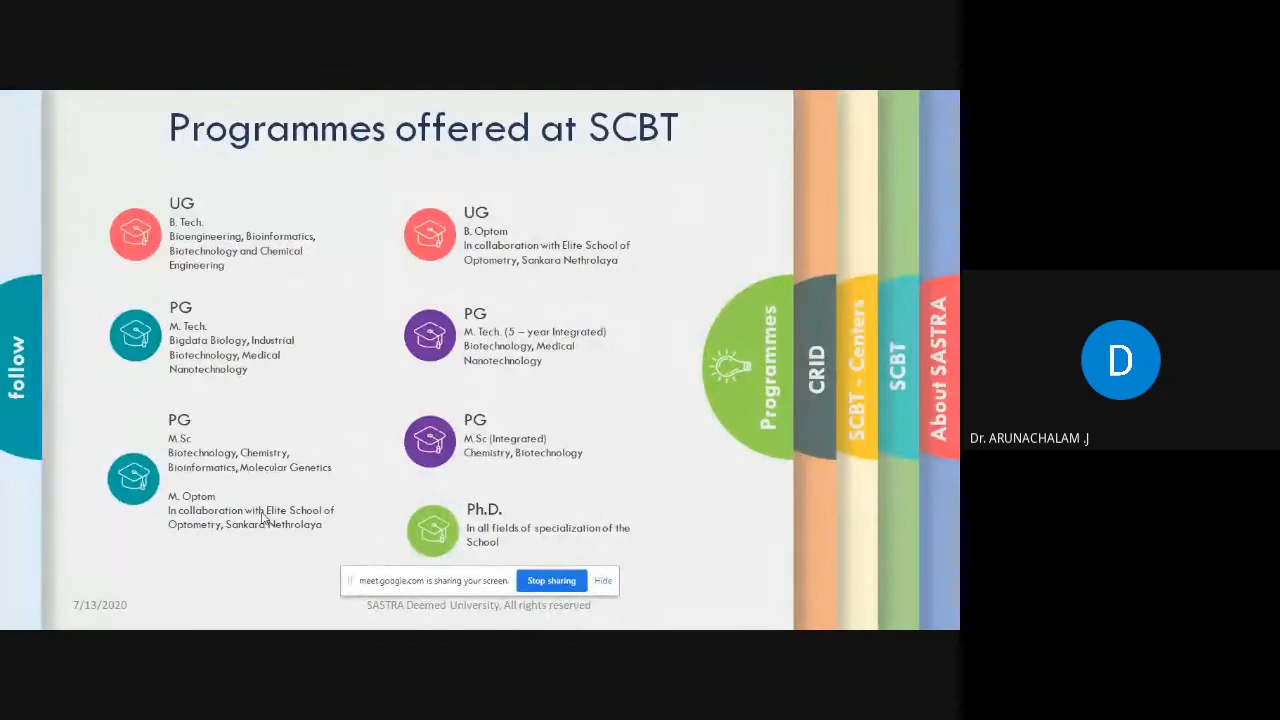 Programmes offered at SCBT
UG
B. Tech.
Bioengineering, Bioinformatics,
Biotechnology and Chemical
Engineering
UG
B. Optom
In collaboration with Elite School of
Optometry, Sankara Nethrolaya
PG
M. Tech.
Bigdata Biology, Industrial
Biotechnology, Medical
Nanotechnology
PG
M. Tech. (5 – year Integrated)
Biotechnology, Medical
Nanotechnology
PG
M.Sc
Biotechnology, Chemistry,
Bioinformatics, Molecular Genetics
M. Optom
In collaboration with Elite School of
Optometry, Sankara Nethrolaya
PG
M.Sc (Integrated)
Chemistry, Biotechnology
Ph.D.
In all fields of specialization of the
School
meet.google.com is sharing your screen.
Stop sharing
Hide
7/13/2020
SASTRA Deemed University, All rights reserved
follow
Programmes
CRID
SCBT - Centers
SCBT
About SASTRA
D
Dr. ARUNACHALAM .J